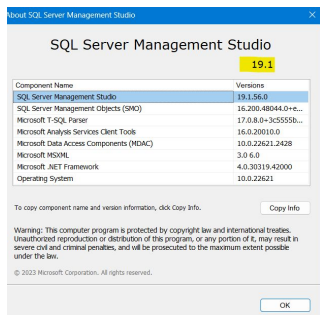 About SQL Server Management Studio
SQL Server Management Studio
19.1
Component Name Versions
SQL Server Management Studio 19.1.56.0
SQL Server Management Objects (SMO) 16.200.48044.0+e...
Microsoft T-SQL Parser 17.0.8.0+3c5555b...
Microsoft Analysis Services Client Tools 16.0.20010.0
Microsoft Data Access Components (MDAC) 10.0.22621.2428
Microsoft MSXML 3.0 6.0
Microsoft .NET Framework 4.0.30319.42000
Operating System 10.0.22621
To copy component name and version information, click Copy Info. Copy Info
Warning: This computer program is protected by copyright law and international treaties.
Unauthorized reproduction or distribution of this program, or any portion of it, may result in
severe civil and criminal penalties, and will be prosecuted to the maximum extent possible
under the law.
© 2023 Microsoft Corporation. All rights reserved.
OK